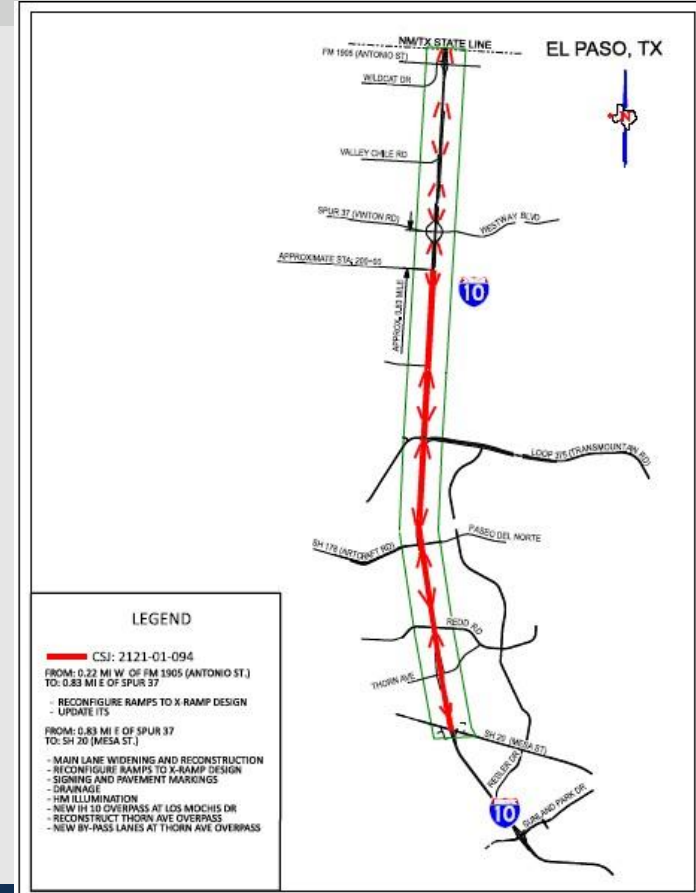 NM/TX STATE LINE
EL PASO, TX
FM 1905 (ANTONIO ST)
WILDCAT DR
N
VALLEY CHILE RD
SPUR 37 (VINTON RD)
WESTWAY BLVD
APPROXIMATE STA. 200+55
10
APPROX. 0.83 MILE
LOOP 375 (TRANSMOUNTAIN RD)
PASEO DEL NORTE
SH 178 (ARTCRAFT RD)
REDD RD
THORN AVE
SH 20 (MESA ST)
RESLER DR
10
SUNLAND PARK DR
LEGEND
CSJ: 2121-01-094
FROM: 0.22 MI W OF FM 1905 (ANTONIO ST.)
TO: 0.83 MI E OF SPUR 37
- RECONFIGURE RAMPS TO X-RAMP DESIGN
- UPDATE ITS
FROM: 0.83 MI E OF SPUR 37
TO: SH 20 (MESA ST.)
- MAIN LANE WIDENING AND RECONSTRUCTION
- RECONFIGURE RAMPS TO X-RAMP DESIGN
- SIGNING AND PAVEMENT MARKINGS
- DRAINAGE
- HM ILLUMINATION
- NEW IH 10 OVERPASS AT LOS MOCHIS DR
- RECONSTRUCT THORN AVE OVERPASS
- NEW BY-PASS LANES AT THORN AVE OVERPASS